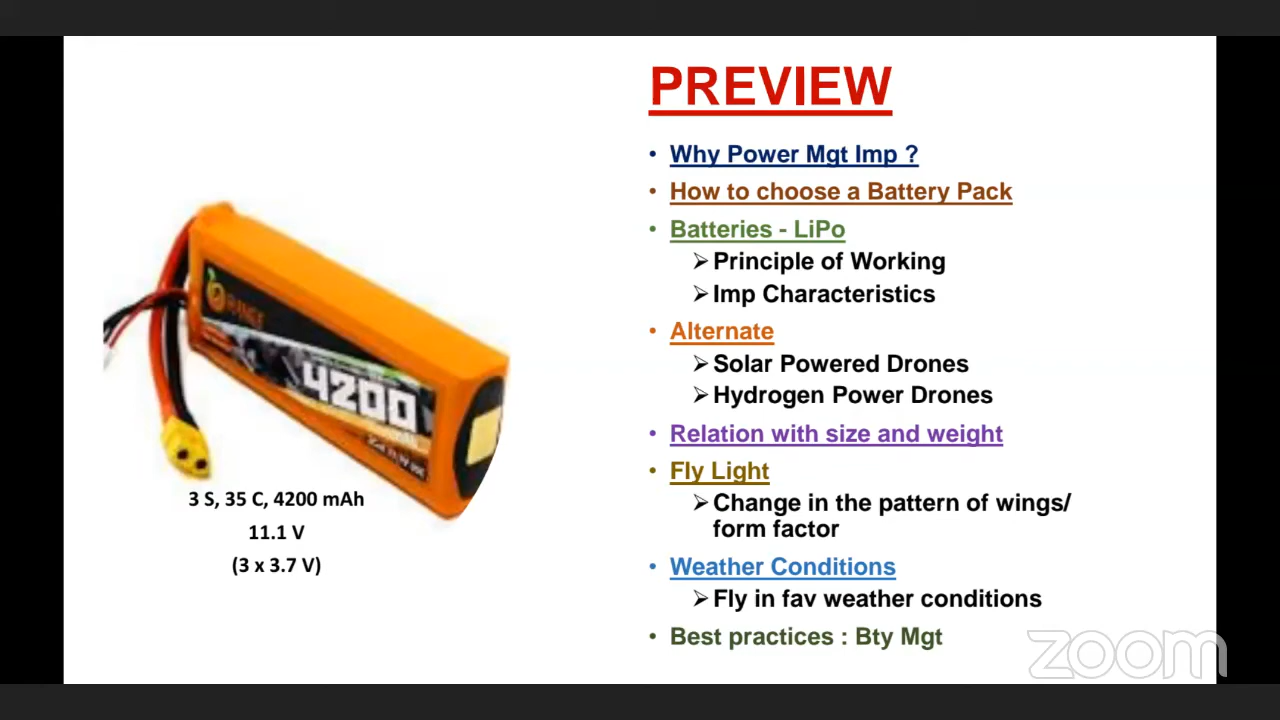 PREVIEW
• Why Power Mgt Imp ?
• How to choose a Battery Pack
• Batteries - LiPo
➢Principle of Working
➢Imp Characteristics
• Alternate
➢Solar Powered Drones
➢Hydrogen Power Drones
• Relation with size and weight
• Fly Light
➢Change in the pattern of wings/
form factor
• Weather Conditions
➢Fly in fav weather conditions
• Best practices : Bty Mgt
RANGE
4200
3 S, 35 C, 4200 mAh
11.1 V
(3 x 3.7 V)
zoom